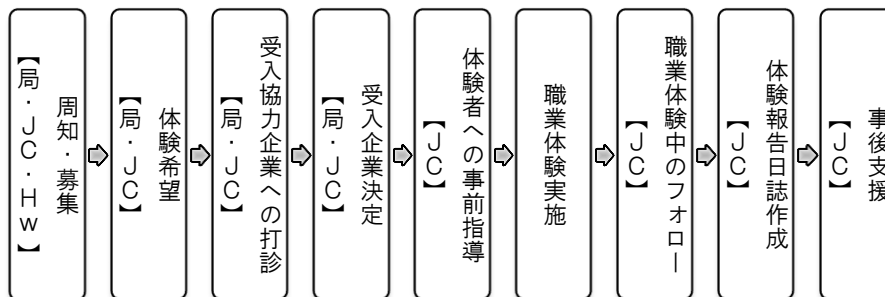 周知・募集
【局・JC・Hw】
体験希望
【局・JC】
受入協力企業への打診
【局・JC】
受入企業決定
【局・JC】
体験者への事前指導
【JC】
職業体験実施
職業体験中のフォロー
【JC】
体験報告日誌作成
【JC】
事後支援
【JC】